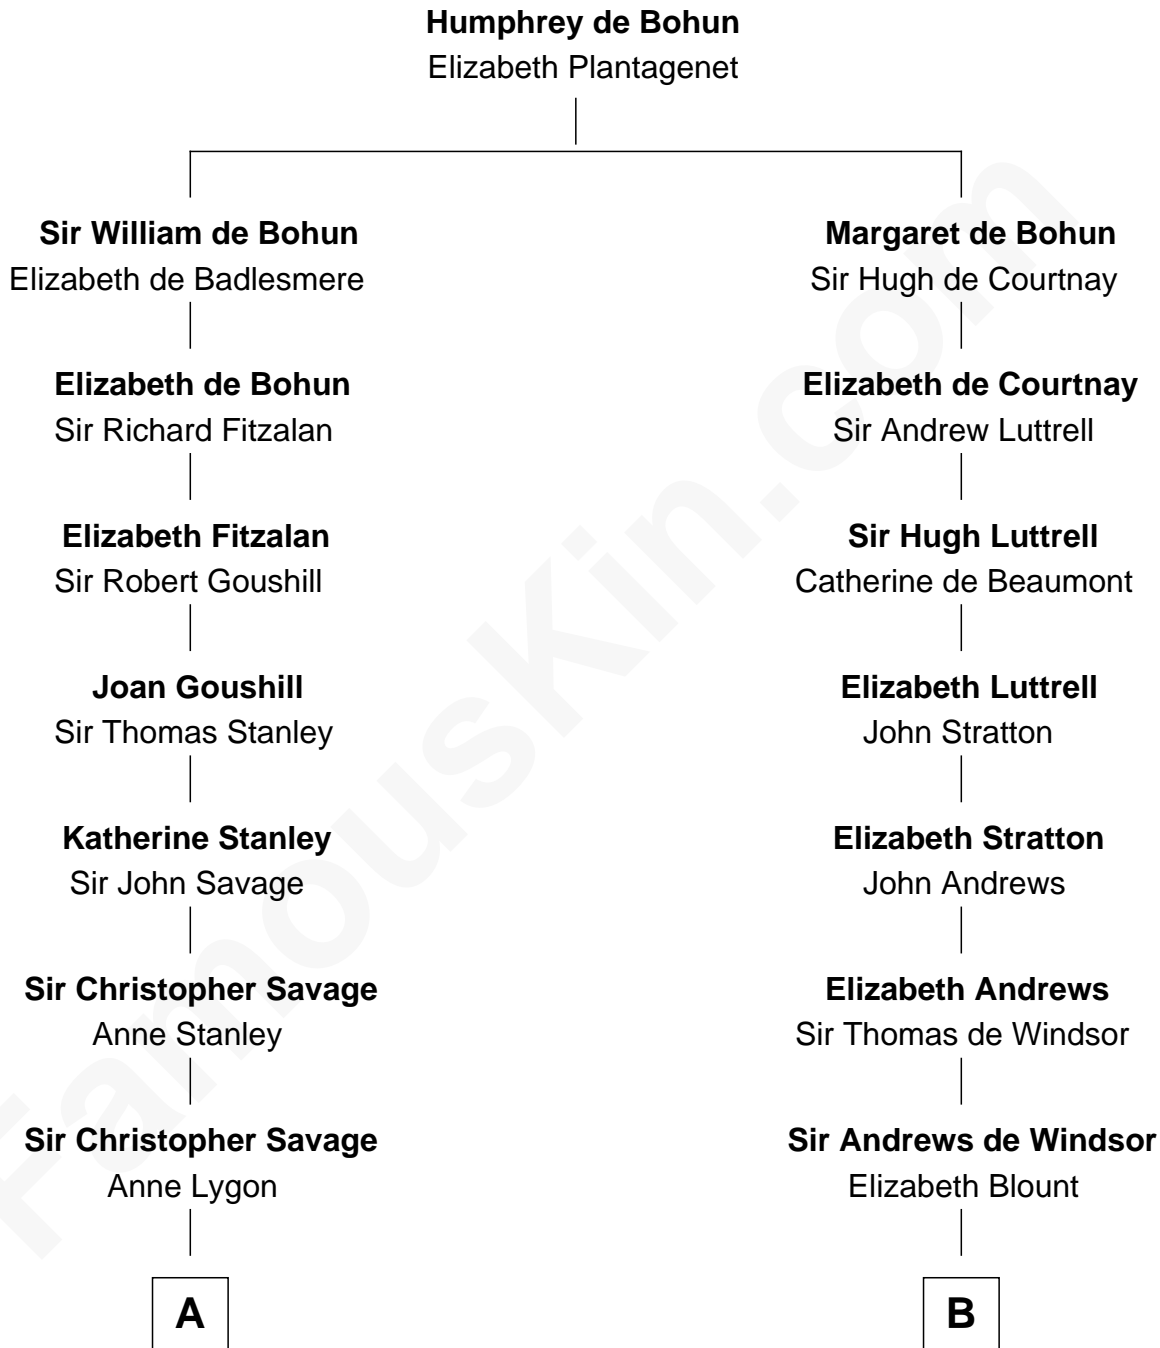 Humphrey de Bohun
Elizabeth Plantagenet
Sir William de Bohun
Elizabeth de Badlesmere
Margaret de Bohun
Sir Hugh de Courtnay
Elizabeth de Bohun
Sir Richard Fitzalan
Elizabeth de Courtnay
Sir Andrew Luttrell
Elizabeth Fitzalan
Sir Robert Goushill
Sir Hugh Luttrell
Catherine de Beaumont
Joan Goushill
Sir Thomas Stanley
Elizabeth Luttrell
John Stratton
Katherine Stanley
Sir John Savage
Elizabeth Stratton
John Andrews
Sir Christopher Savage
Anne Stanley
Elizabeth Andrews
Sir Thomas de Windsor
Sir Christopher Savage
Anne Lygon
Sir Andrews de Windsor
Elizabeth Blount
A
B
FamousKin.com